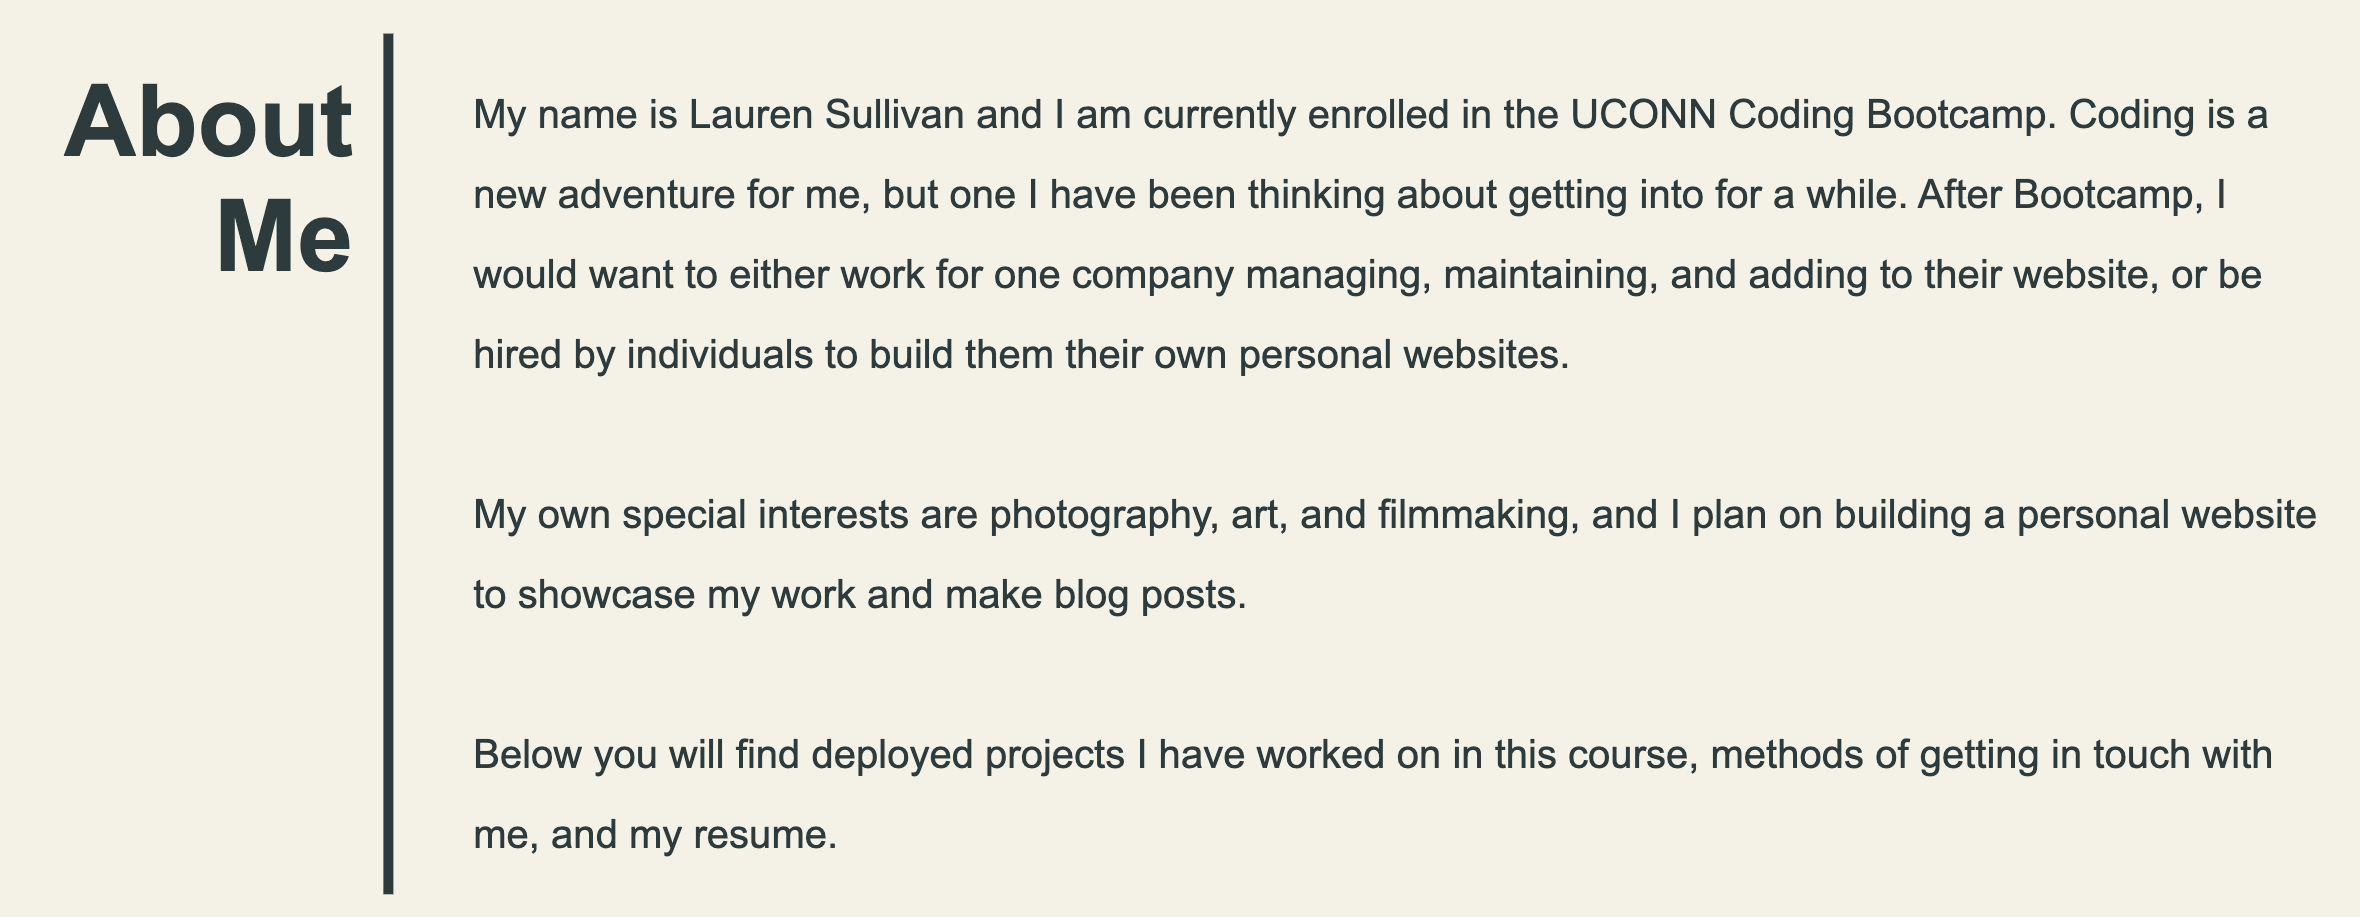 About
Me
My name is Lauren Sullivan and I am currently enrolled in the UCONN Coding Bootcamp. Coding is a
new adventure for me, but one I have been thinking about getting into for a while. After Bootcamp, I
would want to either work for one company managing, maintaining, and adding to their website, or be
hired by individuals to build them their own personal websites.
My own special interests are photography, art, and filmmaking, and I plan on building a personal website
to showcase my work and make blog posts.
Below you will find deployed projects I have worked on in this course, methods of getting in touch with
me, and my resume.